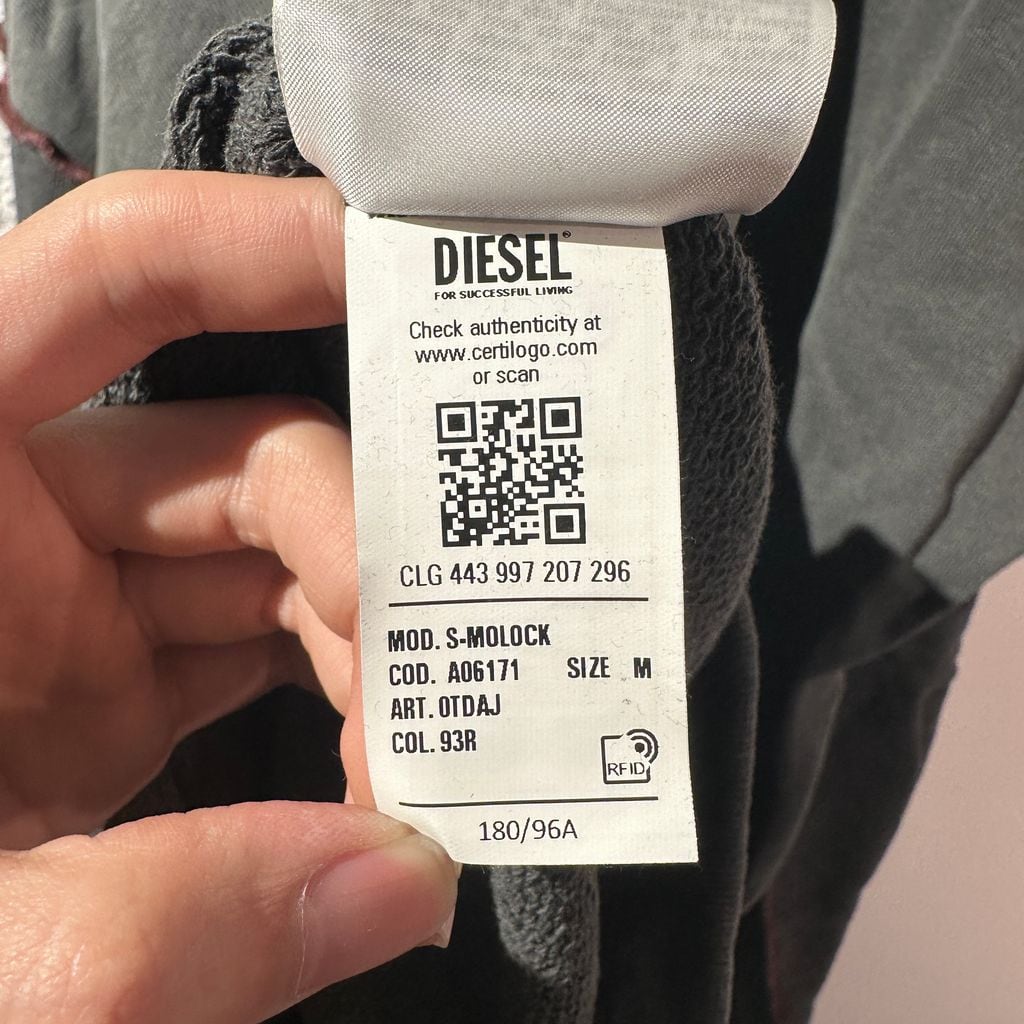 DIESEL®
FOR SUCCESSFUL LIVING
Check authenticity at
www.certilogo.com
or scan
CLG 443 997 207 296
MOD. S-MOLOCK
COD. A06171 SIZE M
ART. 0TDAJ
COL. 93R
RFID
180/96A